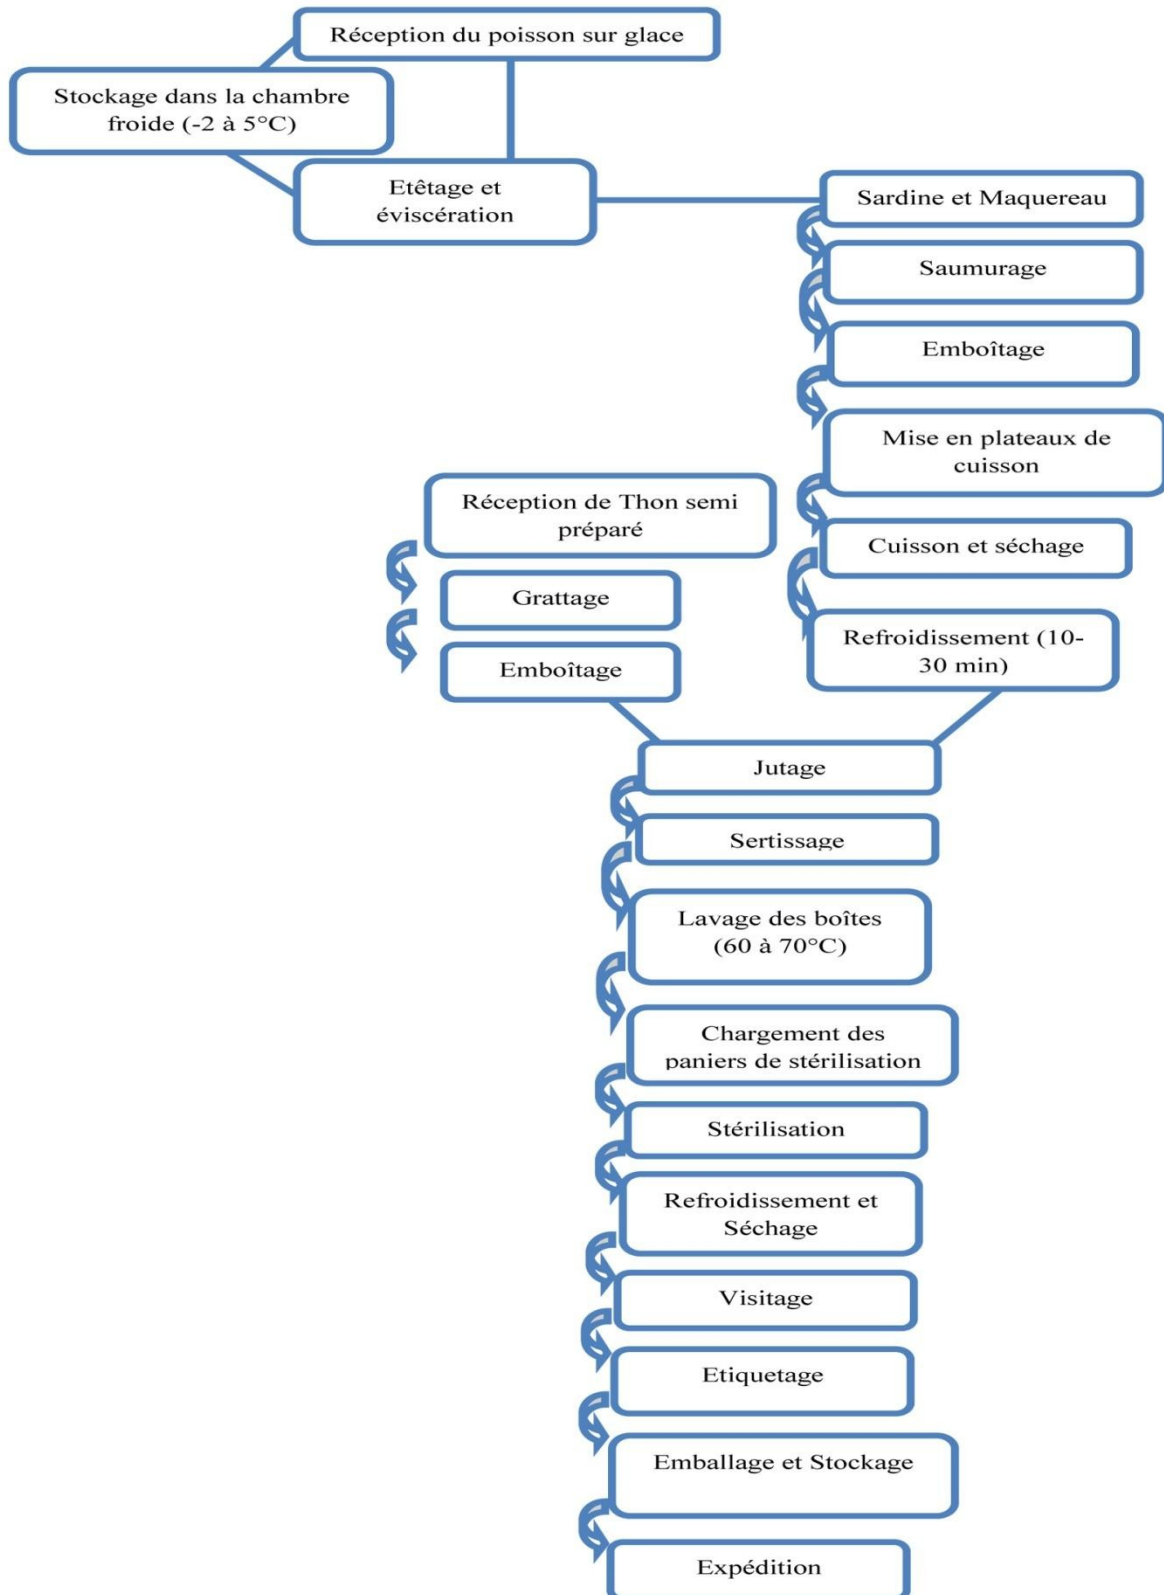 Réception du poisson sur glace
Stockage dans la chambre
froide (-2 à 5°C)
Etêtage et
éviscération
Sardine et Maquereau
Saumurage
Emboîtage
Mise en plateaux de
cuisson
Cuisson et séchage
Refroidissement (10-
30 min)
Réception de Thon semi
préparé
Grattage
Emboîtage
Jutage
Sertissage
Lavage des boîtes
(60 à 70°C)
Chargement des
paniers de stérilisation
Stérilisation
Refroidissement et
Séchage
Visitage
Etiquetage
Emballage et Stockage
Expédition